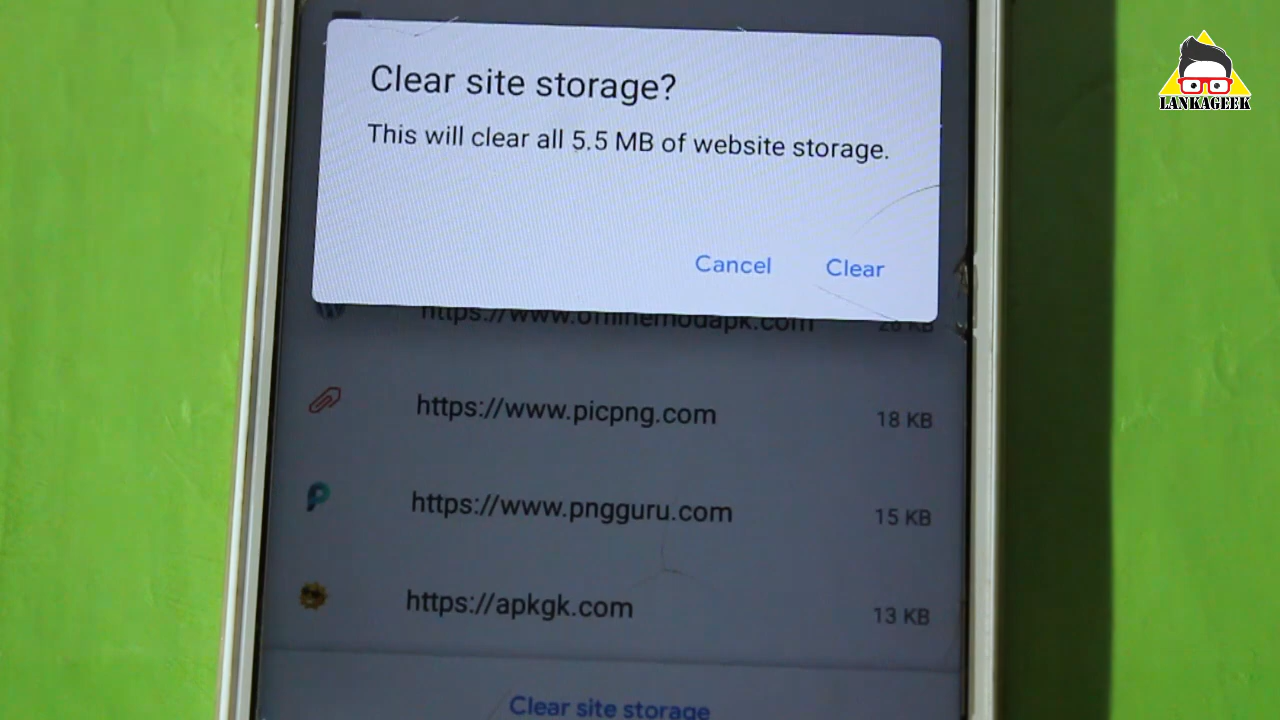 LANKAGEEK
Clear site storage?
This will clear all 5.5 MB of website storage.
Cancel
Clear
https://www.offlinemodapk.com
26 KB
https://www.picpng.com
18 KB
https://www.pngguru.com
15 KB
https://apkgk.com
13 KB
Clear site storage